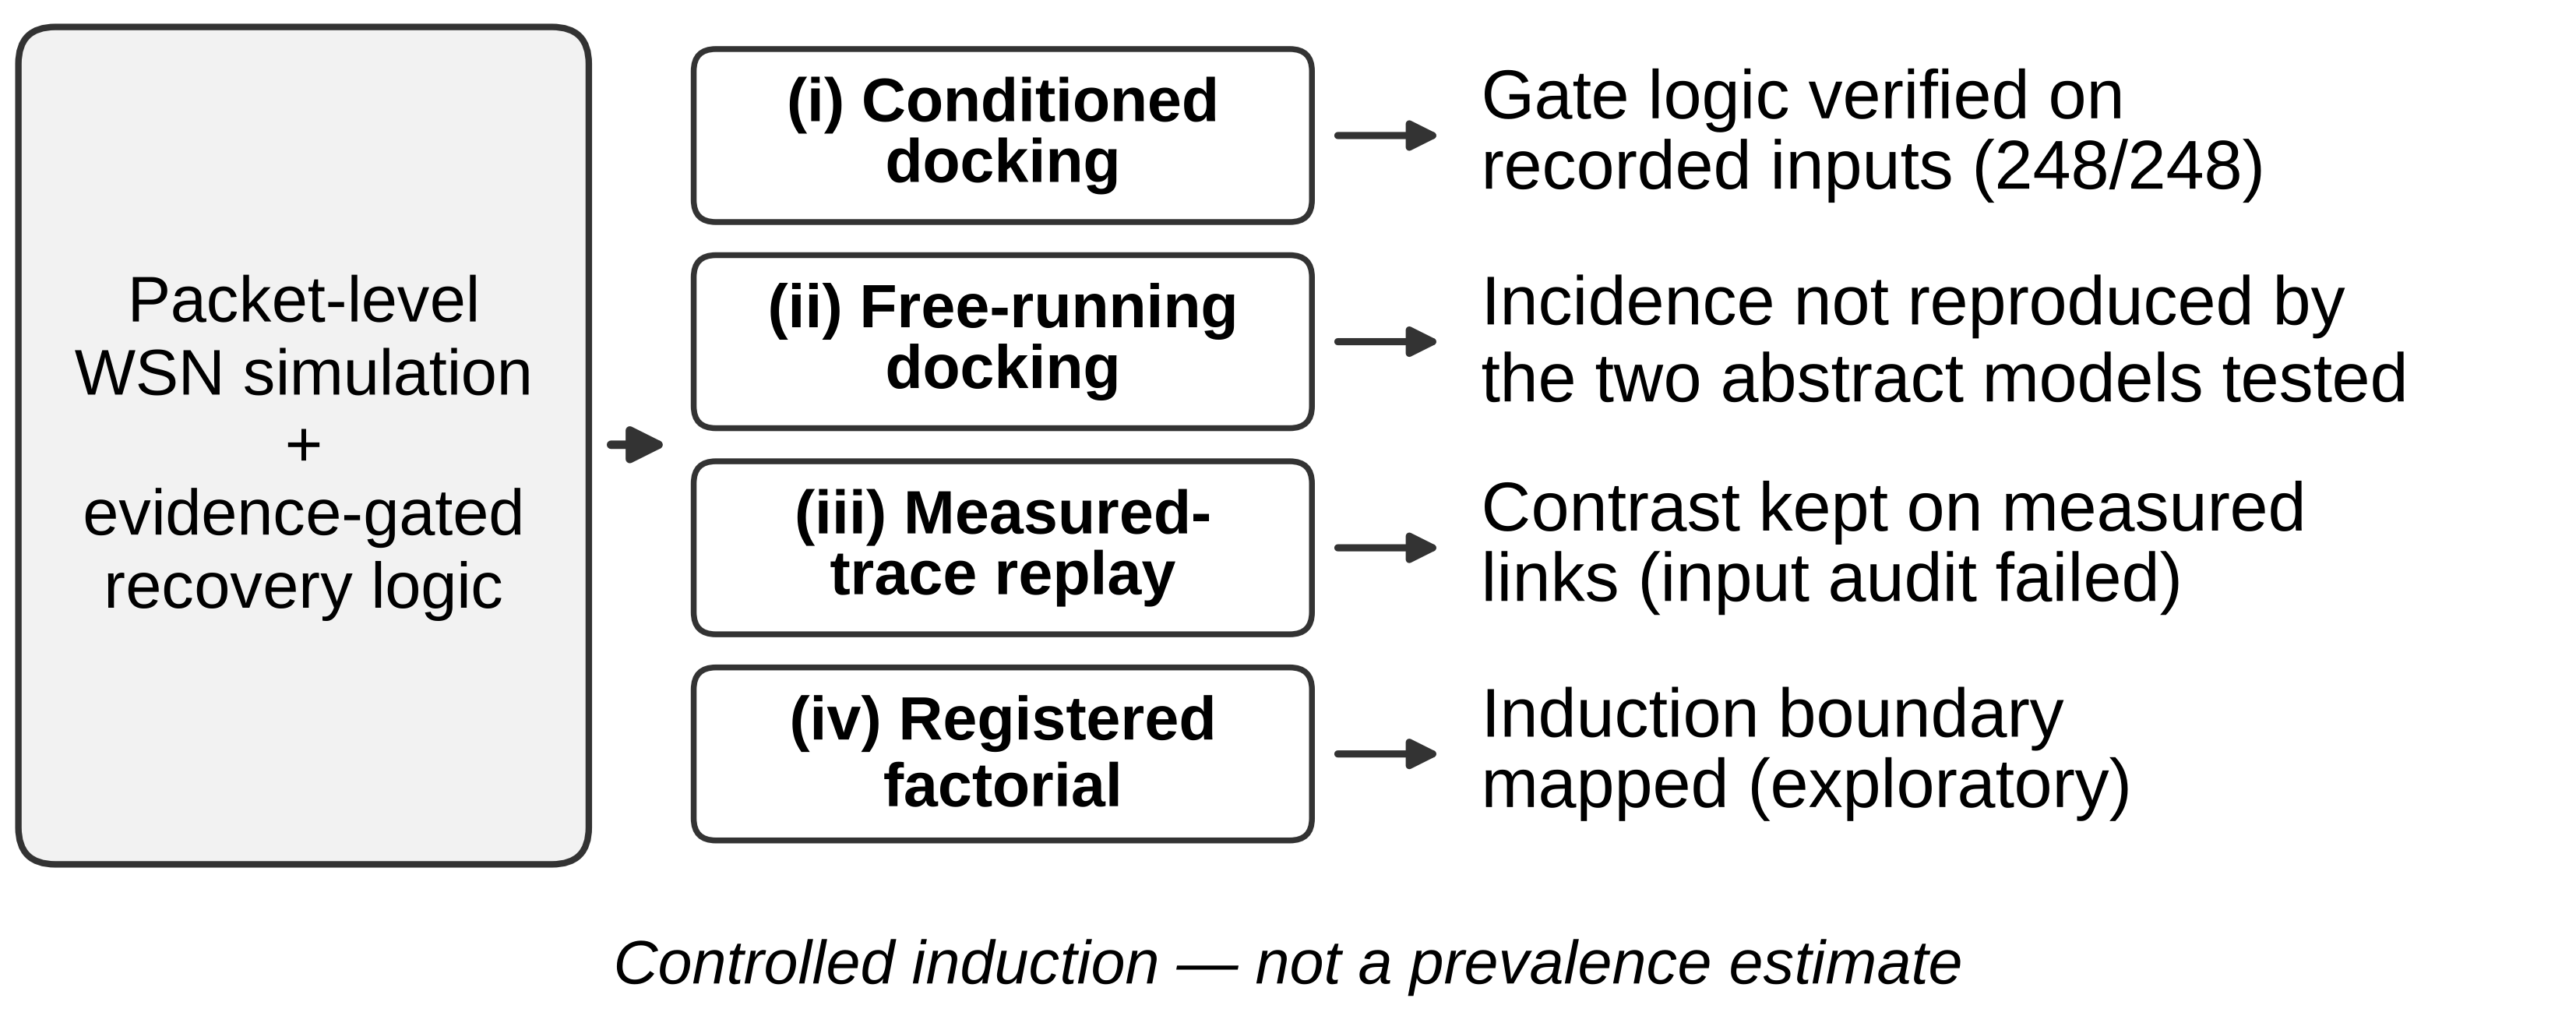 Packet-level
WSN simulation
+
evidence-gated
recovery logic
(i) Conditioned
docking
Gate logic verified on
recorded inputs (248/248)
(ii) Free-running
docking
Incidence not reproduced by
the two abstract models tested
(iii) Measured-
trace replay
Contrast kept on measured
links (input audit failed)
(iv) Registered
factorial
Induction boundary
mapped (exploratory)
Controlled induction — not a prevalence estimate